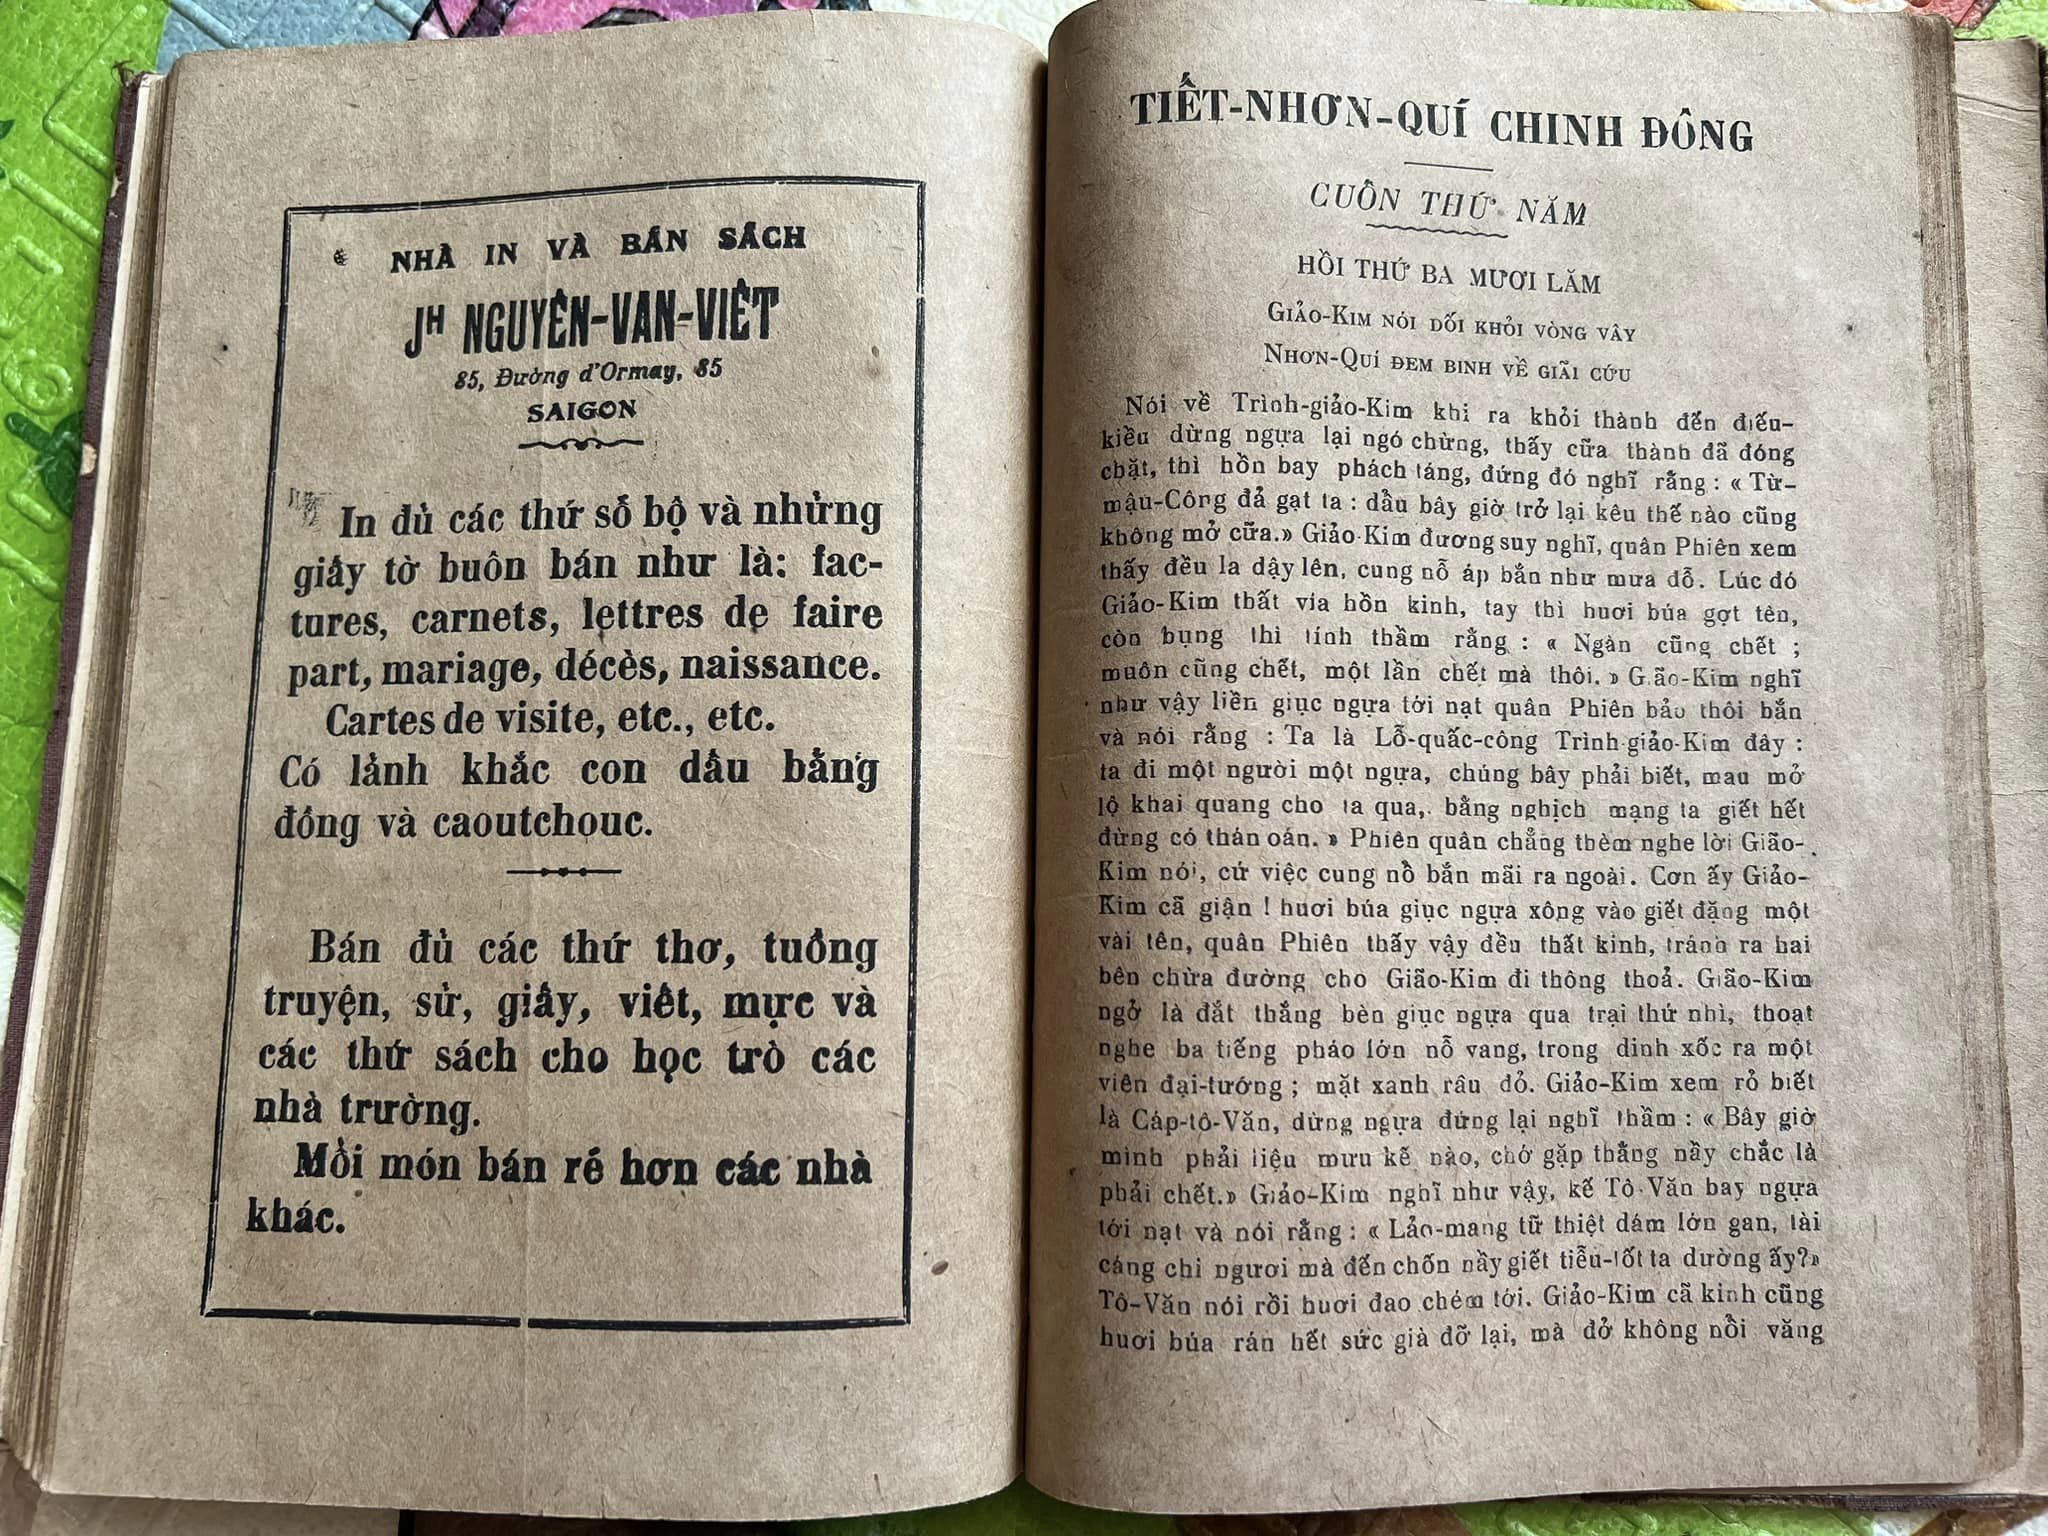 NHÀ IN VÀ BÁN SÁCH
JH NGUYÊN-VAN-VIÊT
85, Đường d'Ormay, 85
SAIGON
In đủ các thứ số bộ và những
giấy tờ buôn bán như là: fac-
tures, carnets, lettres de faire
part, mariage, décès, naissance.
Cartes de visite, etc., etc.
Có lảnh khắc con dấu bằng
đồng và caoutchouc.
Bán đủ các thứ thơ, tuồng
truyện, sử, giấy, viết, mực và
các thứ sách cho học trò các
nhà trường.
Mồi món bán rẻ hơn các nhà
khác.
TIẾT-NHƠN-QUÍ CHINH ĐÔNG
CUÔN THỨ NĂM
HỒI THỨ BA MƯƠI LĂM
GIẢO-KIM NÓI DỐI KHỎI VÒNG VÂY
NHƠN-QUÍ ĐEM BINH VỀ GIÃI CỨU
Nói về Trình-giảo-Kim khi ra khỏi thành đến điếu-
kiều dừng ngựa lại ngó chừng, thấy cữa thành đã đóng
chặt, thì hồn bay phách táng, đứng đó nghĩ rằng : « Từ-
mậu-Công đả gạt ta : dẫu bây giờ trở lại kêu thế nào cũng
không mở cữa.» Giảo-Kim đương suy nghĩ, quân Phiên xem
thấy đều la dậy lên, cung nỗ áp bắn như mưa đỗ. Lúc đó
Giảo-Kim thất vía hồn kinh, tay thì huơi búa gợt tên,
còn bụng thì tính thầm rằng : « Ngàn cũng chết ;
muôn cũng chết, một lần chết mà thôi. » Gião-Kim nghĩ
như vậy liền giục ngựa tới nạt quân Phiên bảo thôi bắn
và nói rằng : Ta là Lỗ-quấc-công Trình-giảo-Kim đây :
ta đi một người một ngựa, chúng bây phải biết, mau mở
lộ khai quang cho ta qua, bằng nghịch mạng ta giết hết
đừng có thán oán. » Phiên quân chẳng thèm nghe lời Gião-
Kim nói, cứ việc cung nỗ bắn mãi ra ngoài. Cơn ấy Giảo-
Kim cã giận ! huơi búa giục ngựa xông vào giết đặng một
vài tên, quân Phiên thấy vậy đều thất kinh, tránh ra hai
bên chừa đường cho Gião-Kim đi thông thoả. Gião-Kim
ngở là đắt thắng bèn giục ngựa qua trại thứ nhì, thoạt
nghe ba tiếng pháo lớn nỗ vang, trong dinh xốc ra một
viên đại-tướng ; mặt xanh râu đỏ. Giảo-Kim xem rỏ biết
là Cáp-tô-Văn, dừng ngựa đứng lại nghĩ thầm : « Bây giờ
mình phải liệu mưu kế nào, chớ gặp thằng nầy chắc là
phải chết.» Giảo-Kim nghĩ như vậy, kế Tô-Văn bay ngựa
tới nạt và nói rằng : « Lảo-mang tữ thiệt dám lớn gan, tài
cáng chi ngươi mà đến chốn nầy giết tiễu-tốt ta dường ấy?»
Tô-Văn nói rồi huơi đao chém tới. Giảo-Kim cã kinh cũng
huơi búa rán hết sức già đỡ lại, mà đở không nồi văng